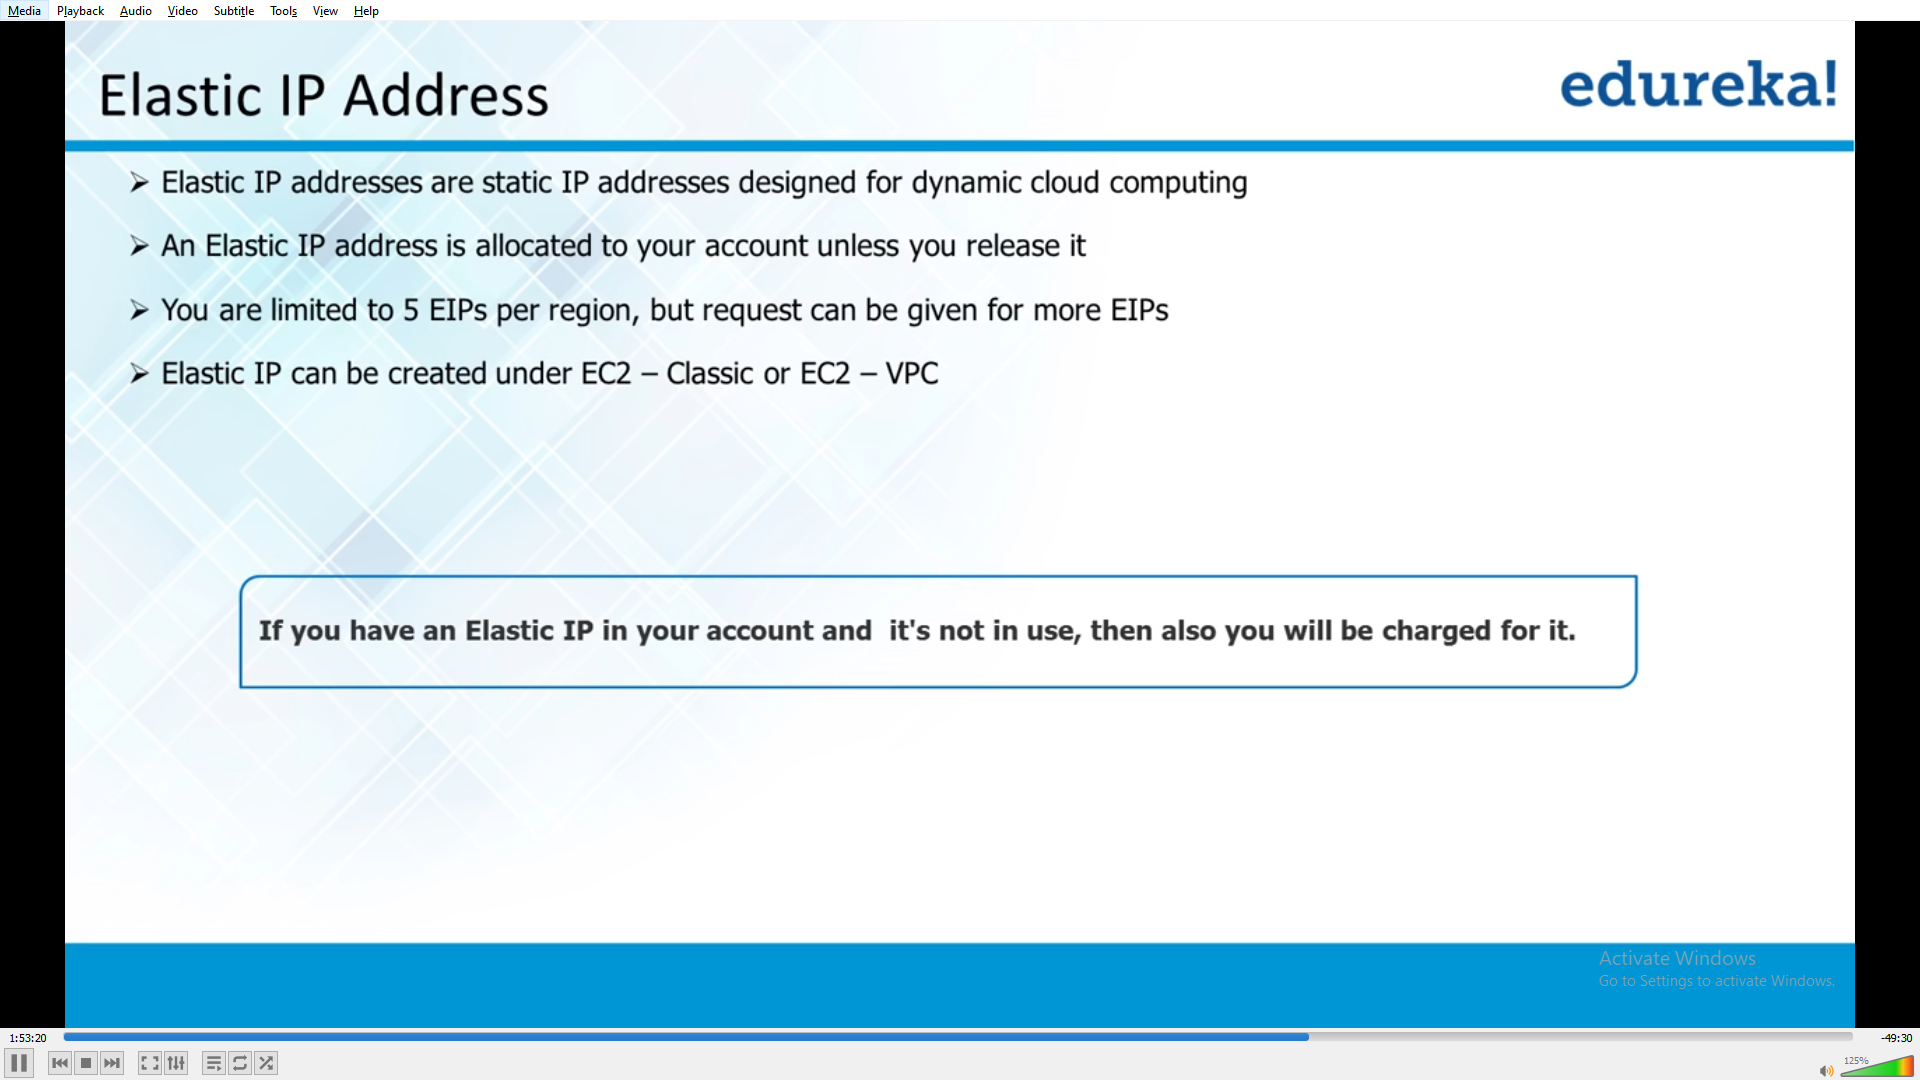 Media Playback Audio Video Subtitle Tools View Help
Elastic IP Address
edureka!
➢ Elastic IP addresses are static IP addresses designed for dynamic cloud computing
➢ An Elastic IP address is allocated to your account unless you release it
➢ You are limited to 5 EIPs per region, but request can be given for more EIPs
➢ Elastic IP can be created under EC2 – Classic or EC2 – VPC
If you have an Elastic IP in your account and  it's not in use, then also you will be charged for it.
Activate Windows
Go to Settings to activate Windows.
1:53:20
-49:30
125%